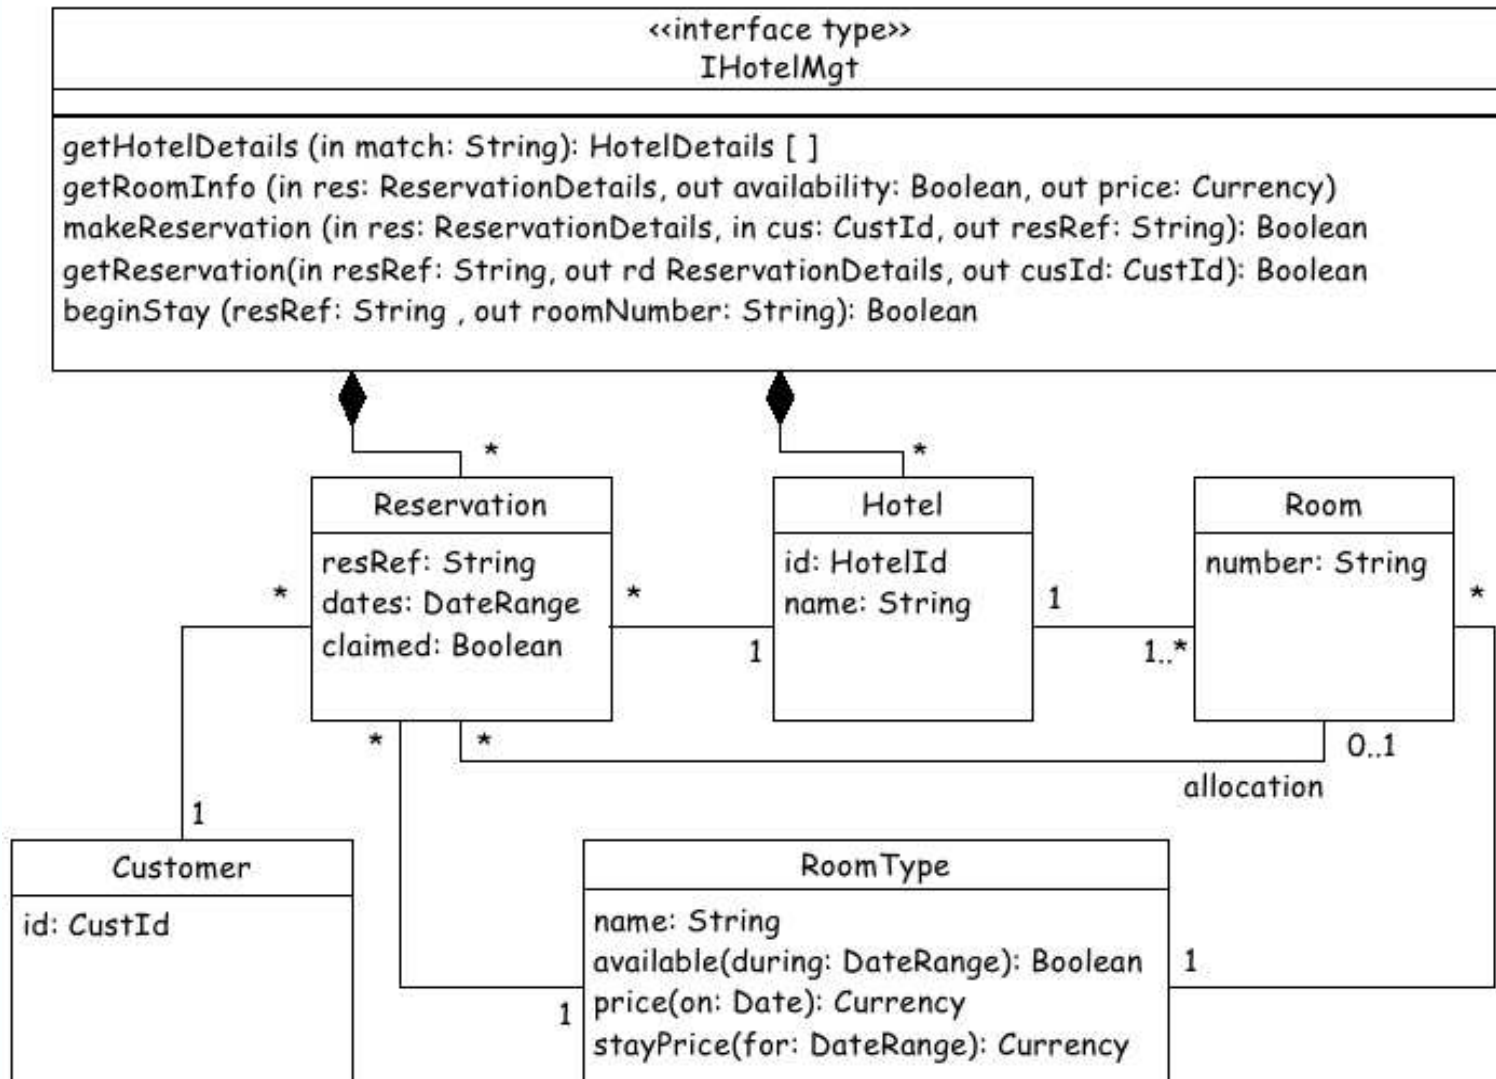 <<interface type>>
IHotelMgt
getHotelDetails (in match: String): HotelDetails [ ]
getRoomInfo (in res: ReservationDetails, out availability: Boolean, out price: Currency)
makeReservation (in res: ReservationDetails, in cus: CustId, out resRef: String): Boolean
getReservation(in resRef: String, out rd ReservationDetails, out cusId: CustId): Boolean
beginStay (resRef: String , out roomNumber: String): Boolean
*
*
Reservation
resRef: String
dates: DateRange
claimed: Boolean
Hotel
id: HotelId
name: String
Room
number: String
*
*
1
1
1..*
*
*
*
0..1
allocation
1
Customer
id: CustId
RoomType
name: String
available(during: DateRange): Boolean
price(on: Date): Currency
stayPrice(for: DateRange): Currency
1
1